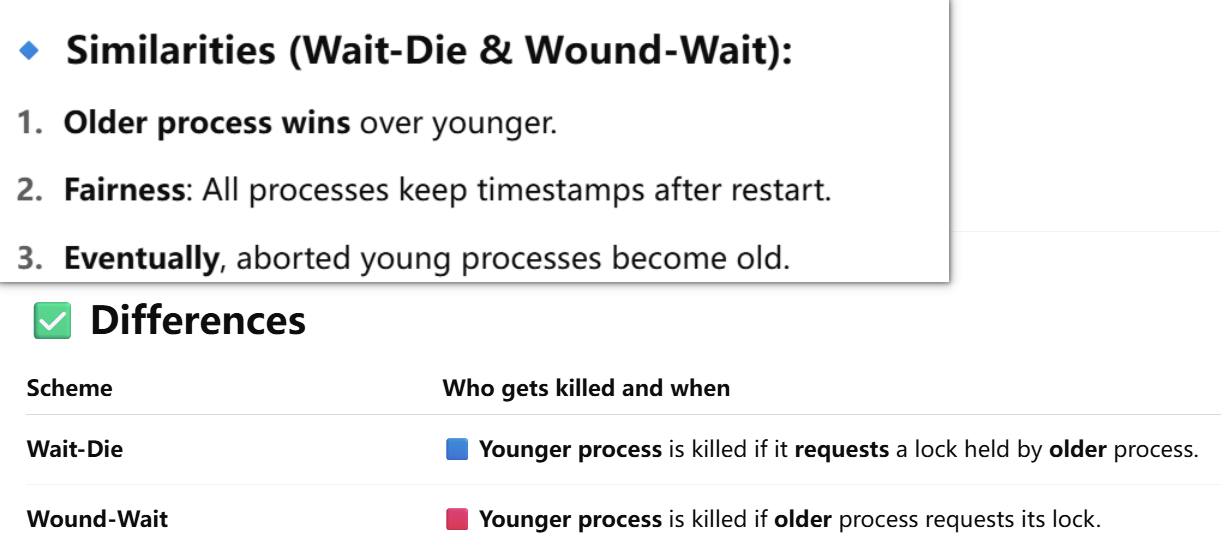 Similarities (Wait-Die & Wound-Wait):
1. Older process wins over younger.
2. Fairness: All processes keep timestamps after restart.
3. Eventually, aborted young processes become old.
Differences
Scheme Who gets killed and when
Wait-Die Younger process is killed if it requests a lock held by older process.
Wound-Wait Younger process is killed if older process requests its lock.